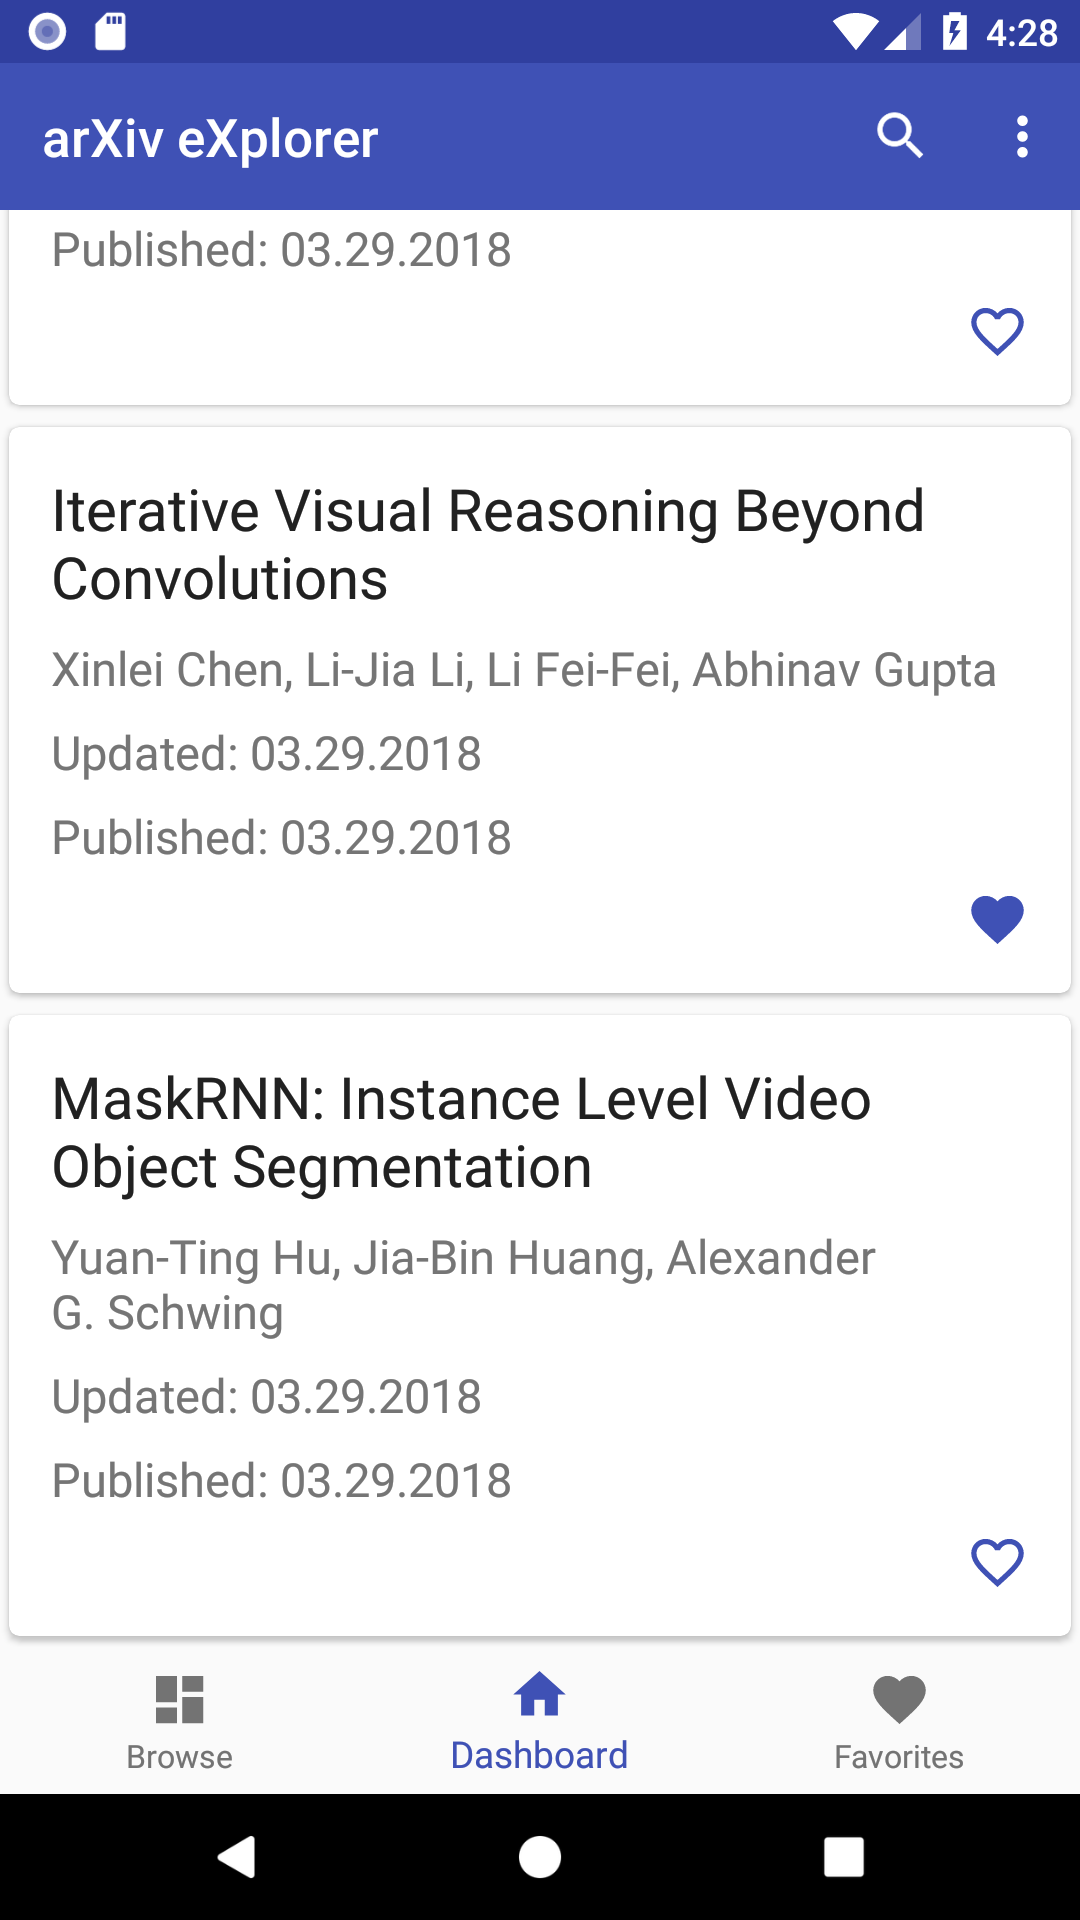 4:28
arXiv eXplorer
Published: 03.29.2018
Iterative Visual Reasoning Beyond
Convolutions
Xinlei Chen, Li-Jia Li, Li Fei-Fei, Abhinav Gupta
Updated: 03.29.2018
Published: 03.29.2018
MaskRNN: Instance Level Video
Object Segmentation
Yuan-Ting Hu, Jia-Bin Huang, Alexander
G. Schwing
Updated: 03.29.2018
Published: 03.29.2018
Browse
Dashboard
Favorites